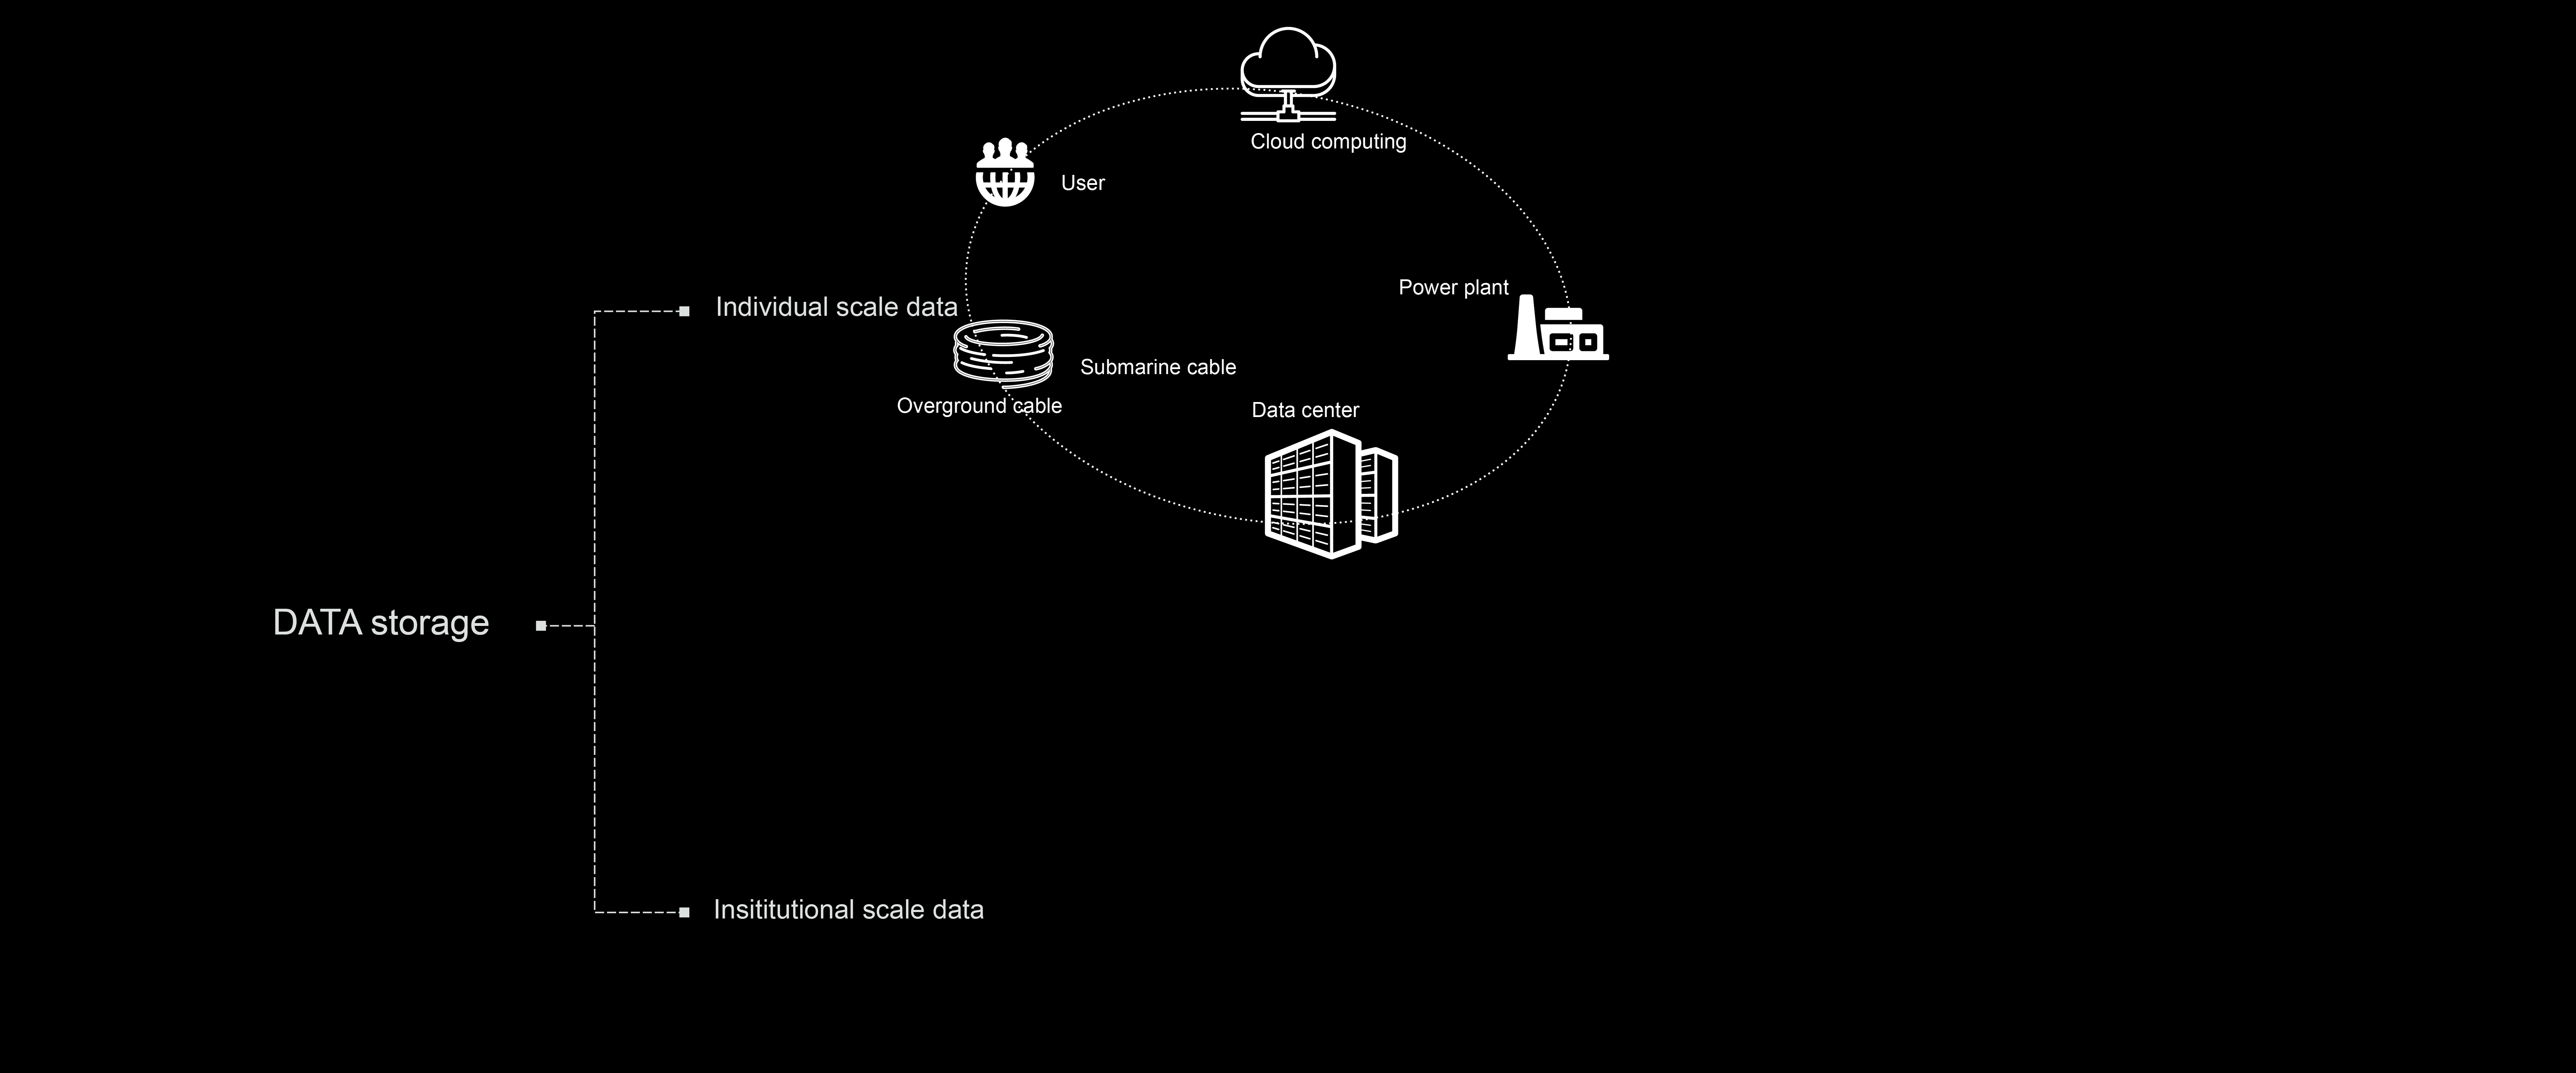 Cloud computing
User
Power plant
Individual scale data
Submarine cable
Overground cable
Data center
DATA storage
Insititutional scale data